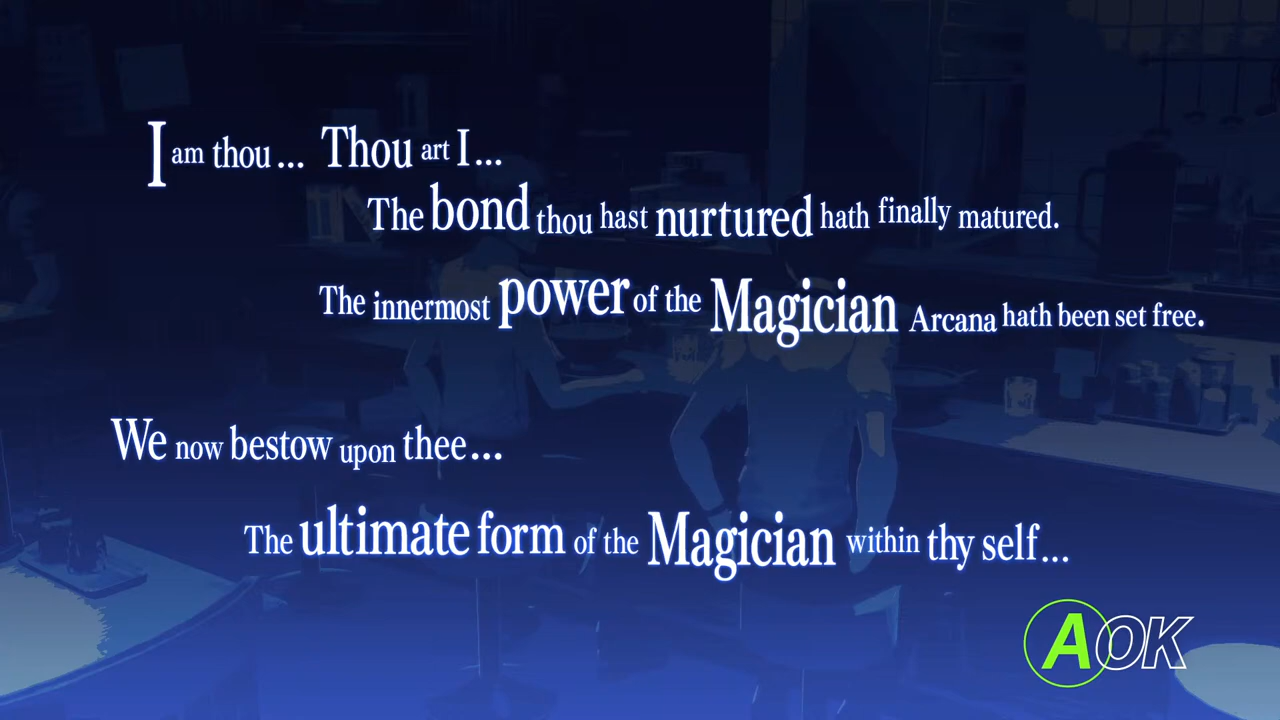 I am thou... Thou art I...
The bond thou hast nurtured hath finally matured.
The innermost power of the Magician Arcana hath been set free.
We now bestow upon thee...
The ultimate form of the Magician within thy self...
A OK